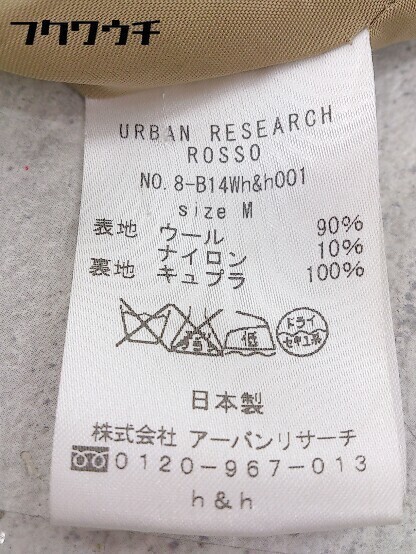 フクワウチ
URBAN RESEARCH
ROSSO
NO.8-B14Wh&h001
size M
表地 ウール 90%
ナイロン 10%
裏地 キュプラ 100%
低 ドライ
セキユ系
日本製
株式会社 アーバンリサーチ
0120-967-013
h&h